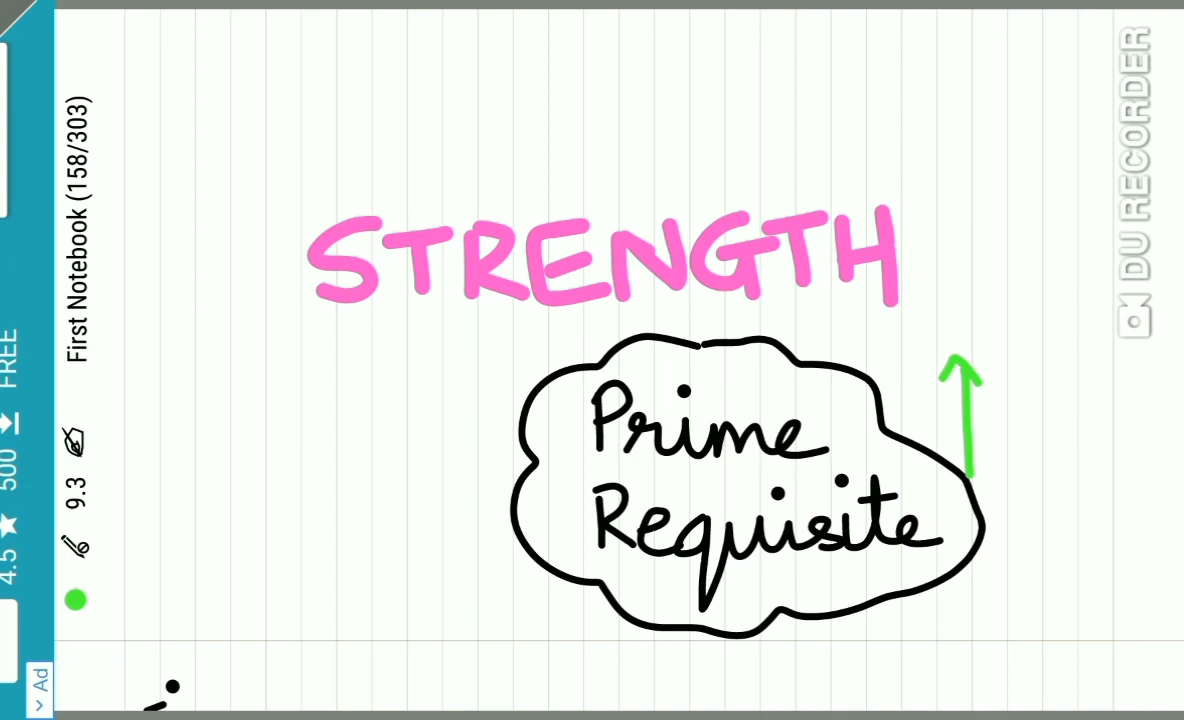 STRENGTH
Prime
Requisite
First Notebook (158/303)
9.3
4.5 ★ 500 FREE
Ad
DU RECORDER